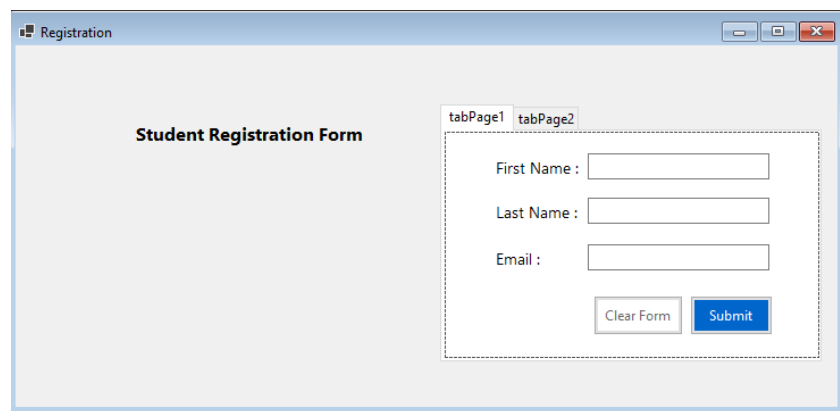 Registration
Student Registration Form
tabPage1 tabPage2
First Name :
Last Name :
Email :
Clear Form Submit